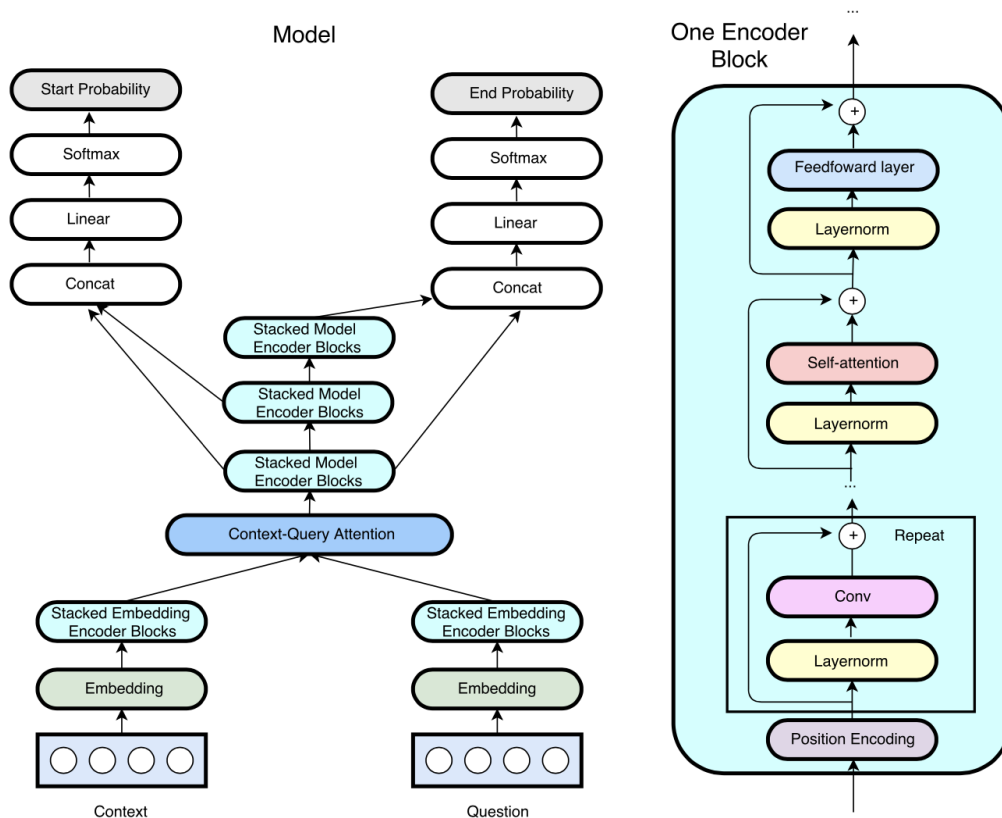 Model
Start Probability
Softmax
Linear
Concat
End Probability
Softmax
Linear
Concat
Stacked Model
Encoder Blocks
Stacked Model
Encoder Blocks
Stacked Model
Encoder Blocks
Context-Query Attention
Stacked Embedding
Encoder Blocks
Stacked Embedding
Encoder Blocks
Embedding
Embedding
Context
Question
One Encoder
Block
...
+
Feedfoward layer
Layernorm
+
Self-attention
Layernorm
...
+
Repeat
Conv
Layernorm
Position Encoding